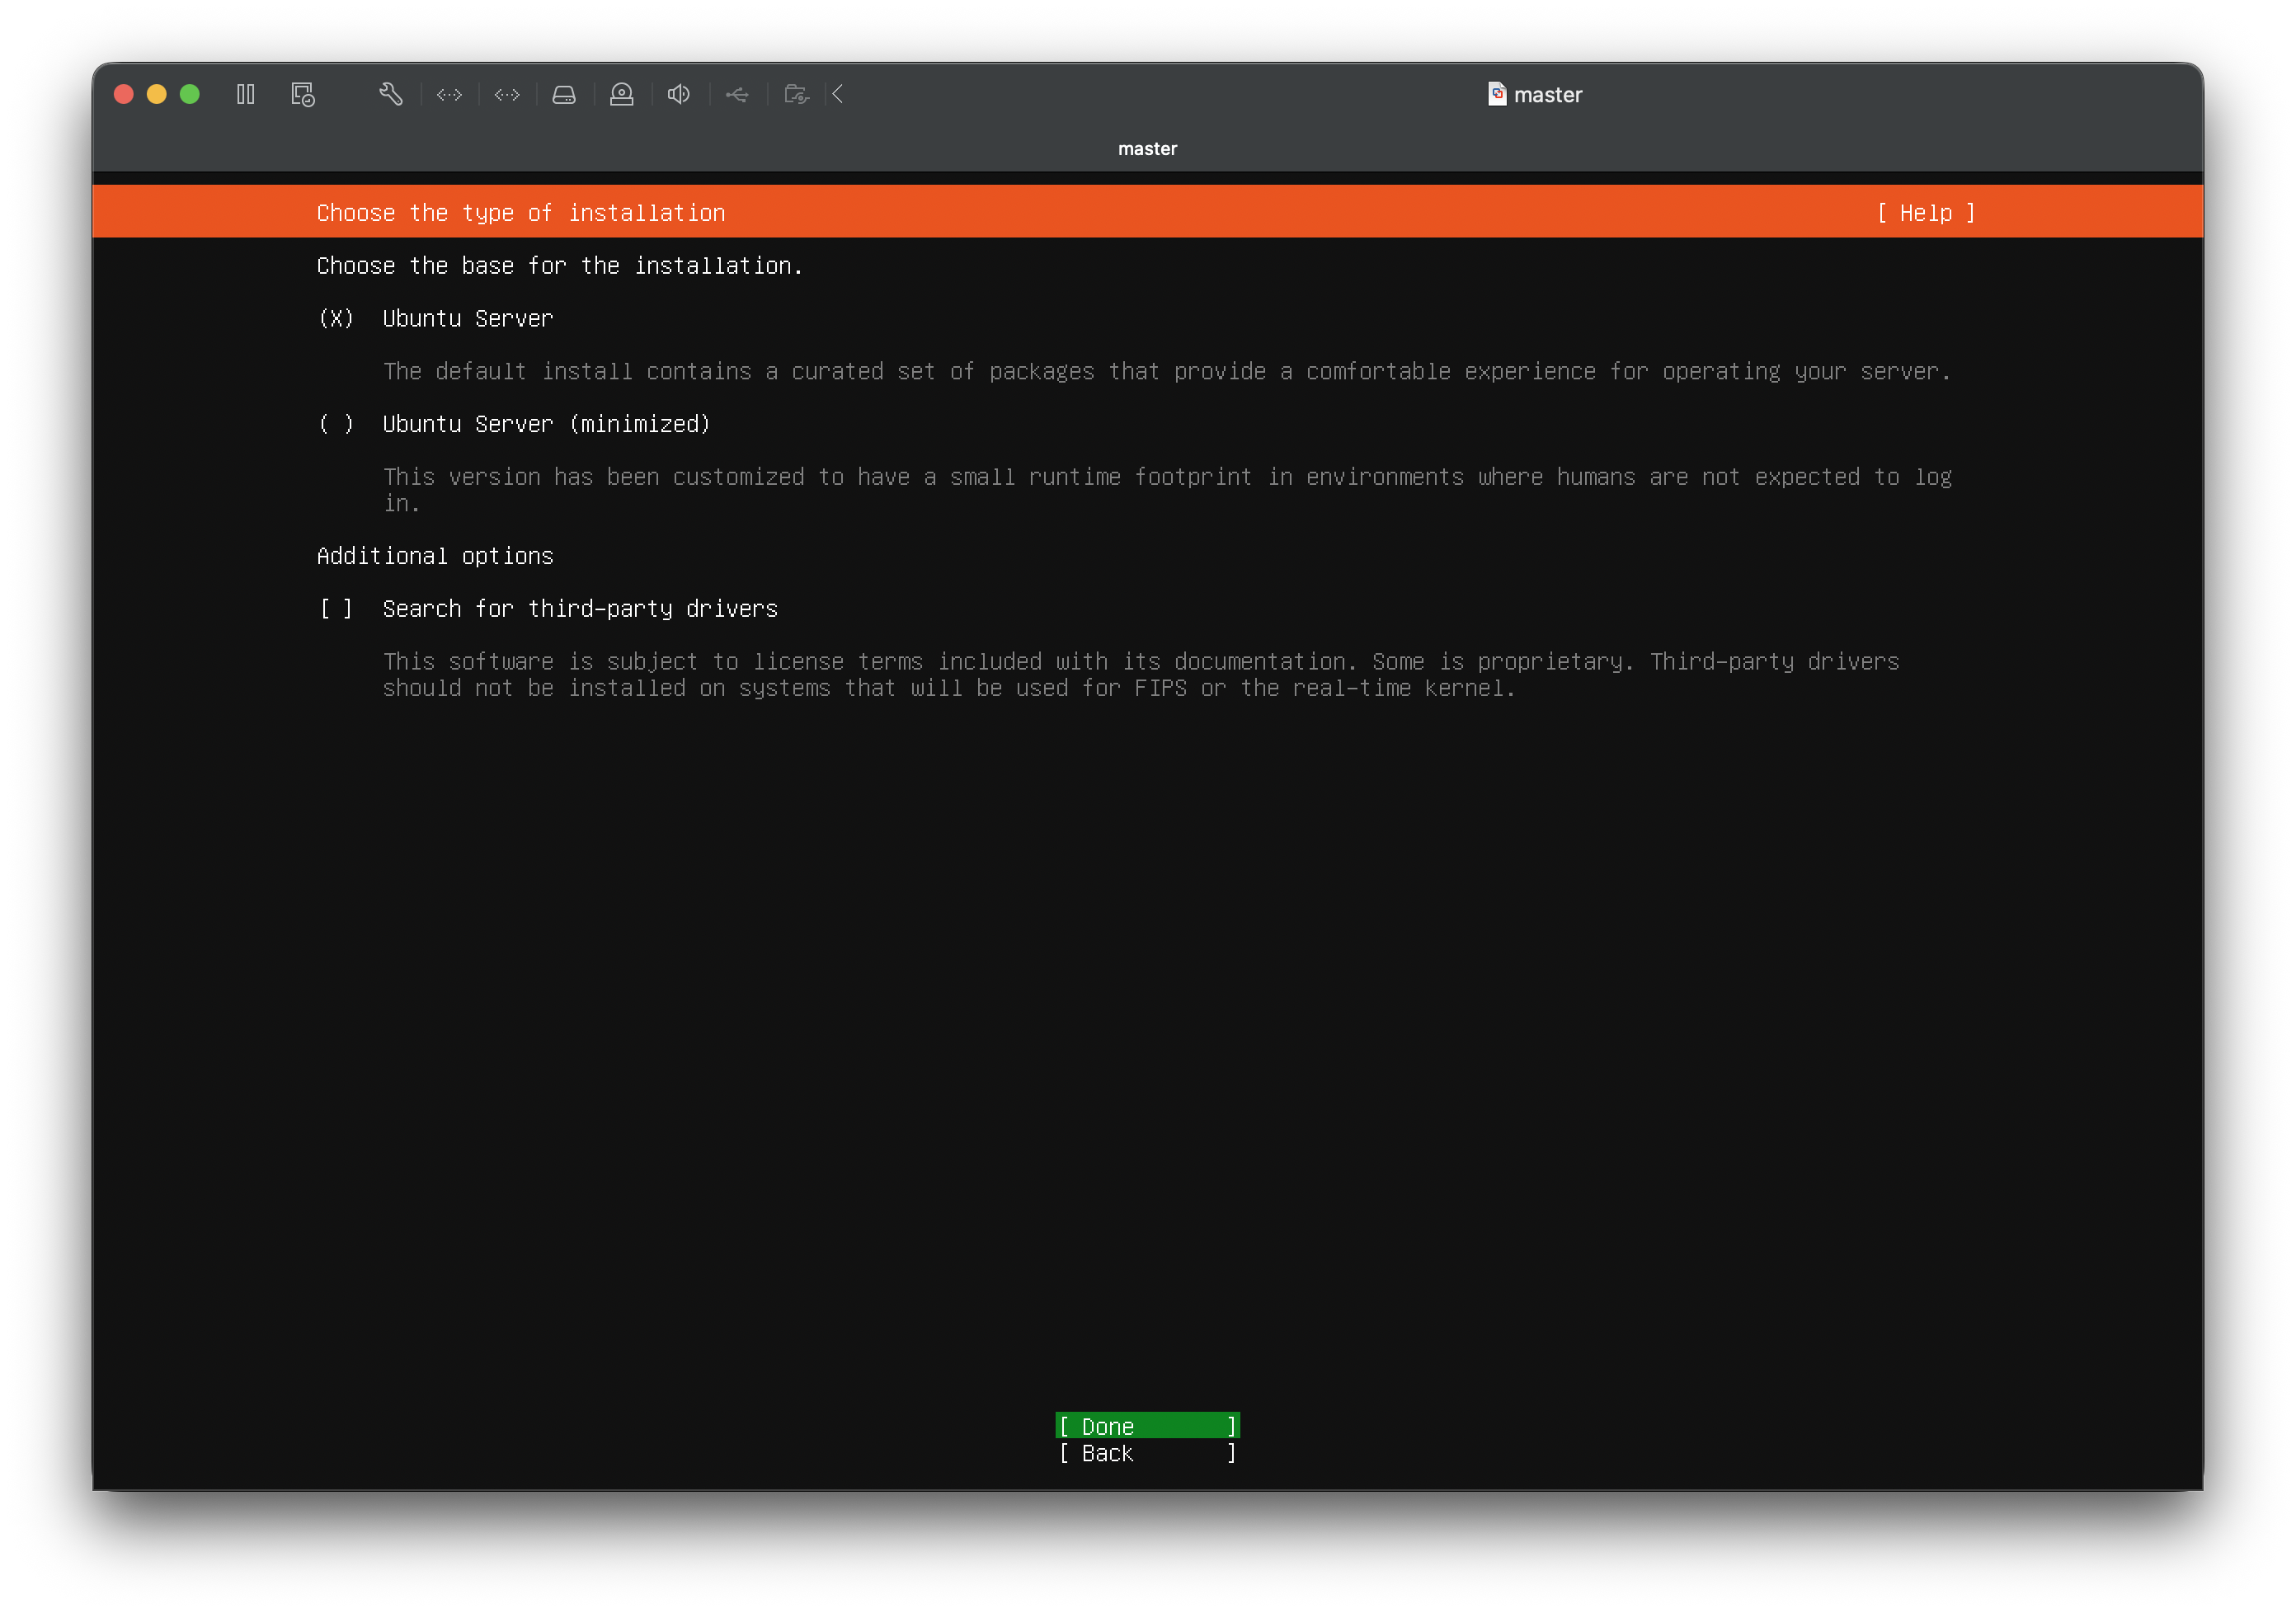 master
master
Choose the type of installation [ Help ]
Choose the base for the installation.
(X) Ubuntu Server
The default install contains a curated set of packages that provide a comfortable experience for operating your server.
( ) Ubuntu Server (minimized)
This version has been customized to have a small runtime footprint in environments where humans are not expected to log
in.
Additional options
[ ] Search for third-party drivers
This software is subject to license terms included with its documentation. Some is proprietary. Third-party drivers
should not be installed on systems that will be used for FIPS or the real-time kernel.
[ Done ]
[ Back ]